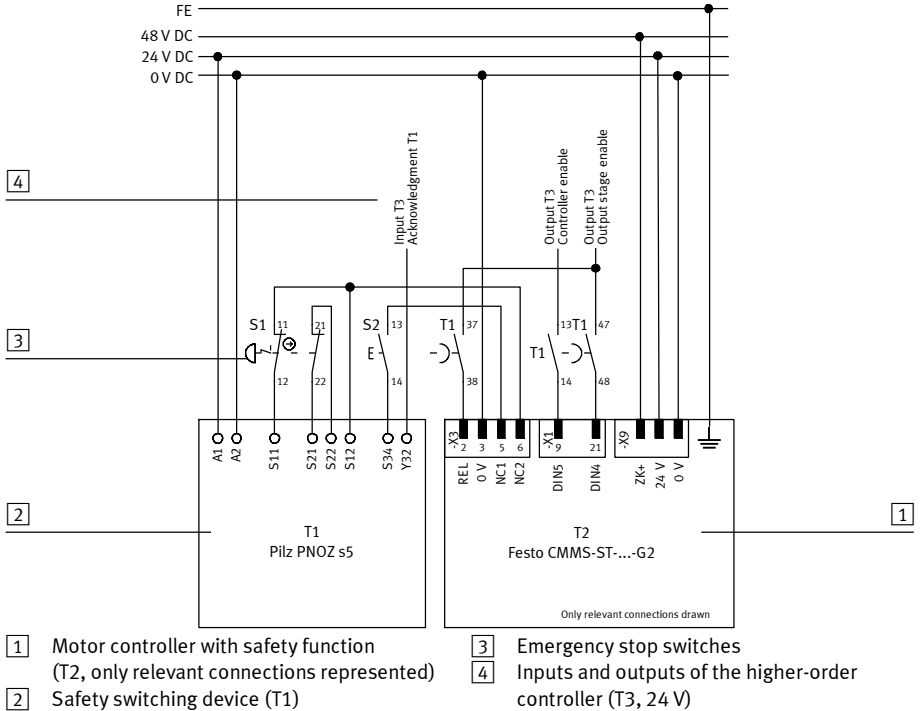 FE
48 V DC
24 V DC
0 V DC
4
Input T3
Acknowledgment T1
Output T3
Controller enable
Output T3
Output stage enable
S1 11 21 S2 13 T1 37 13 T1 47
3
E T1
12 22 14 38 14 48
-X3 2 3 5 6 -X1 9 21 -X9
A1 A2 S11 S21 S22 S12 S34 Y32 REL 0 V NC1 NC2 DIN5 DIN4 ZK+ 24 V 0 V
2
1
T1
Pilz PNOZ s5
T2
Festo CMMS-ST-...-G2
Only relevant connections drawn
1 Motor controller with safety function
(T2, only relevant connections represented)
2 Safety switching device (T1)
3 Emergency stop switches
4 Inputs and outputs of the higher-order
controller (T3, 24 V)